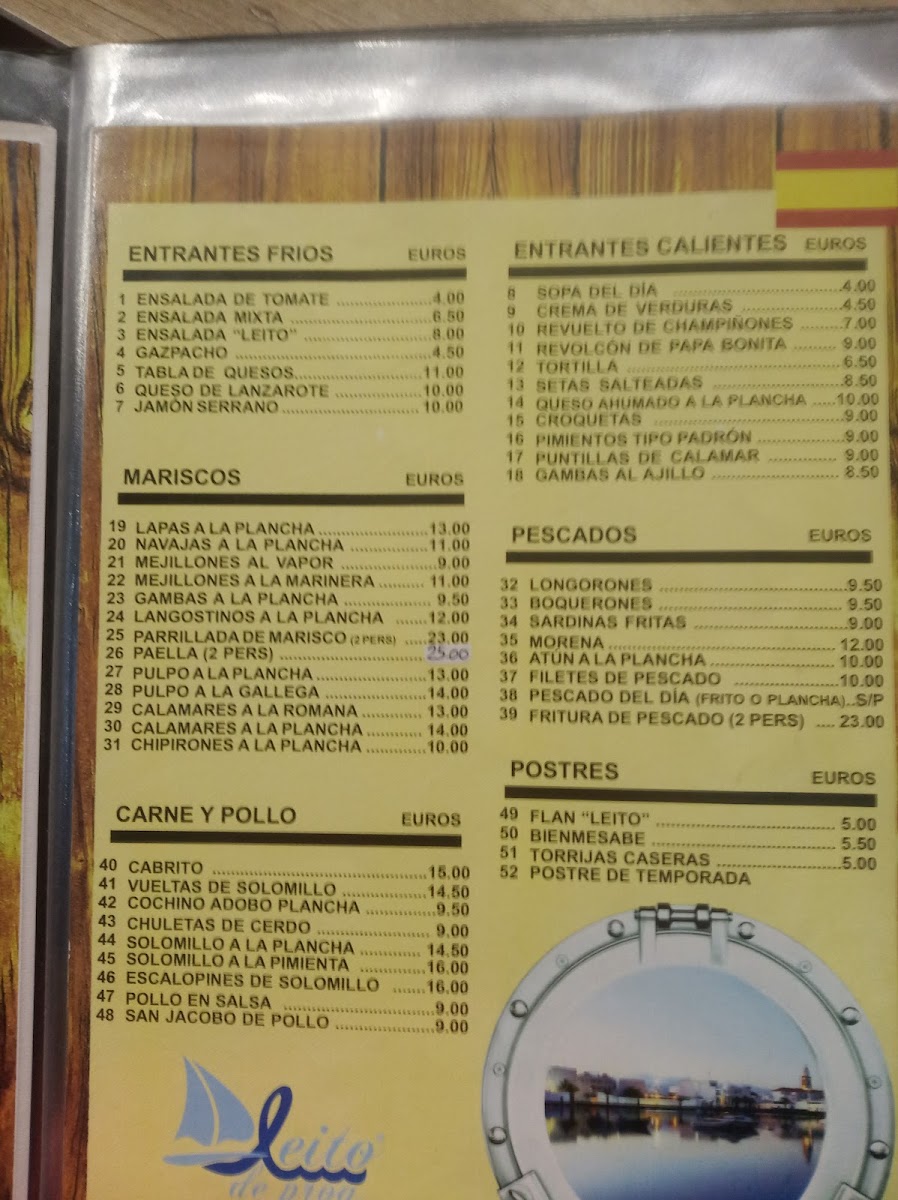 ENTRANTES FRIOS EUROS
1 ENSALADA DE TOMATE ....................4.00
2 ENSALADA MIXTA ....................6.50
3 ENSALADA "LEITO" ....................8.00
4 GAZPACHO ....................4.50
5 TABLA DE QUESOS....................11.00
6 QUESO DE LANZAROTE ....................10.00
7 JAMÓN SERRANO....................10.00
MARISCOS EUROS
19 LAPAS A LA PLANCHA ....................13.00
20 NAVAJAS A LA PLANCHA ....................11.00
21 MEJILLONES AL VAPOR ....................9.00
22 MEJILLONES A LA MARINERA .........11.00
23 GAMBAS A LA PLANCHA ....................9.50
24 LANGOSTINOS A LA PLANCHA .......12.00
25 PARRILLADA DE MARISCO (2 PERS) .....23.00
26 PAELLA (2 PERS) ....................25.00
27 PULPO A LA PLANCHA ....................13.00
28 PULPO A LA GALLEGA ....................14.00
29 CALAMARES A LA ROMANA .............13.00
30 CALAMARES A LA PLANCHA ............14.00
31 CHIPIRONES A LA PLANCHA ............10.00
CARNE Y POLLO EUROS
40 CABRITO ....................15.00
41 VUELTAS DE SOLOMILLO ...............14.50
42 COCHINO ADOBO PLANCHA .............9.50
43 CHULETAS DE CERDO ....................9.00
44 SOLOMILLO A LA PLANCHA ..........14.50
45 SOLOMILLO A LA PIMIENTA ...........16.00
46 ESCALOPINES DE SOLOMILLO ......16.00
47 POLLO EN SALSA ....................9.00
48 SAN JACOBO DE POLLO ..................9.00
leito
ENTRANTES CALIENTES EUROS
8 SOPA DEL DÍA ....................4.00
9 CREMA DE VERDURAS ....................4.50
10 REVUELTO DE CHAMPIÑONES .......7.00
11 REVOLCÓN DE PAPA BONITA ........9.00
12 TORTILLA ....................6.50
13 SETAS SALTEADAS ....................8.50
14 QUESO AHUMADO A LA PLANCHA .....10.00
15 CROQUETAS ....................9.00
16 PIMIENTOS TIPO PADRÓN ..............9.00
17 PUNTILLAS DE CALAMAR ..............9.00
18 GAMBAS AL AJILLO ....................8.50
PESCADOS EUROS
32 LONGORONES ....................9.50
33 BOQUERONES ....................9.50
34 SARDINAS FRITAS ....................9.00
35 MORENA ....................12.00
36 ATÚN A LA PLANCHA ....................10.00
37 FILETES DE PESCADO ....................10.00
38 PESCADO DEL DÍA (FRITO O PLANCHA)..S/P
39 FRITURA DE PESCADO (2 PERS) .... 23.00
POSTRES EUROS
49 FLAN "LEITO" .................... 5.00
50 BIENMESABE .................... 5.50
51 TORRIJAS CASERAS ....................5.00
52 POSTRE DE TEMPORADA